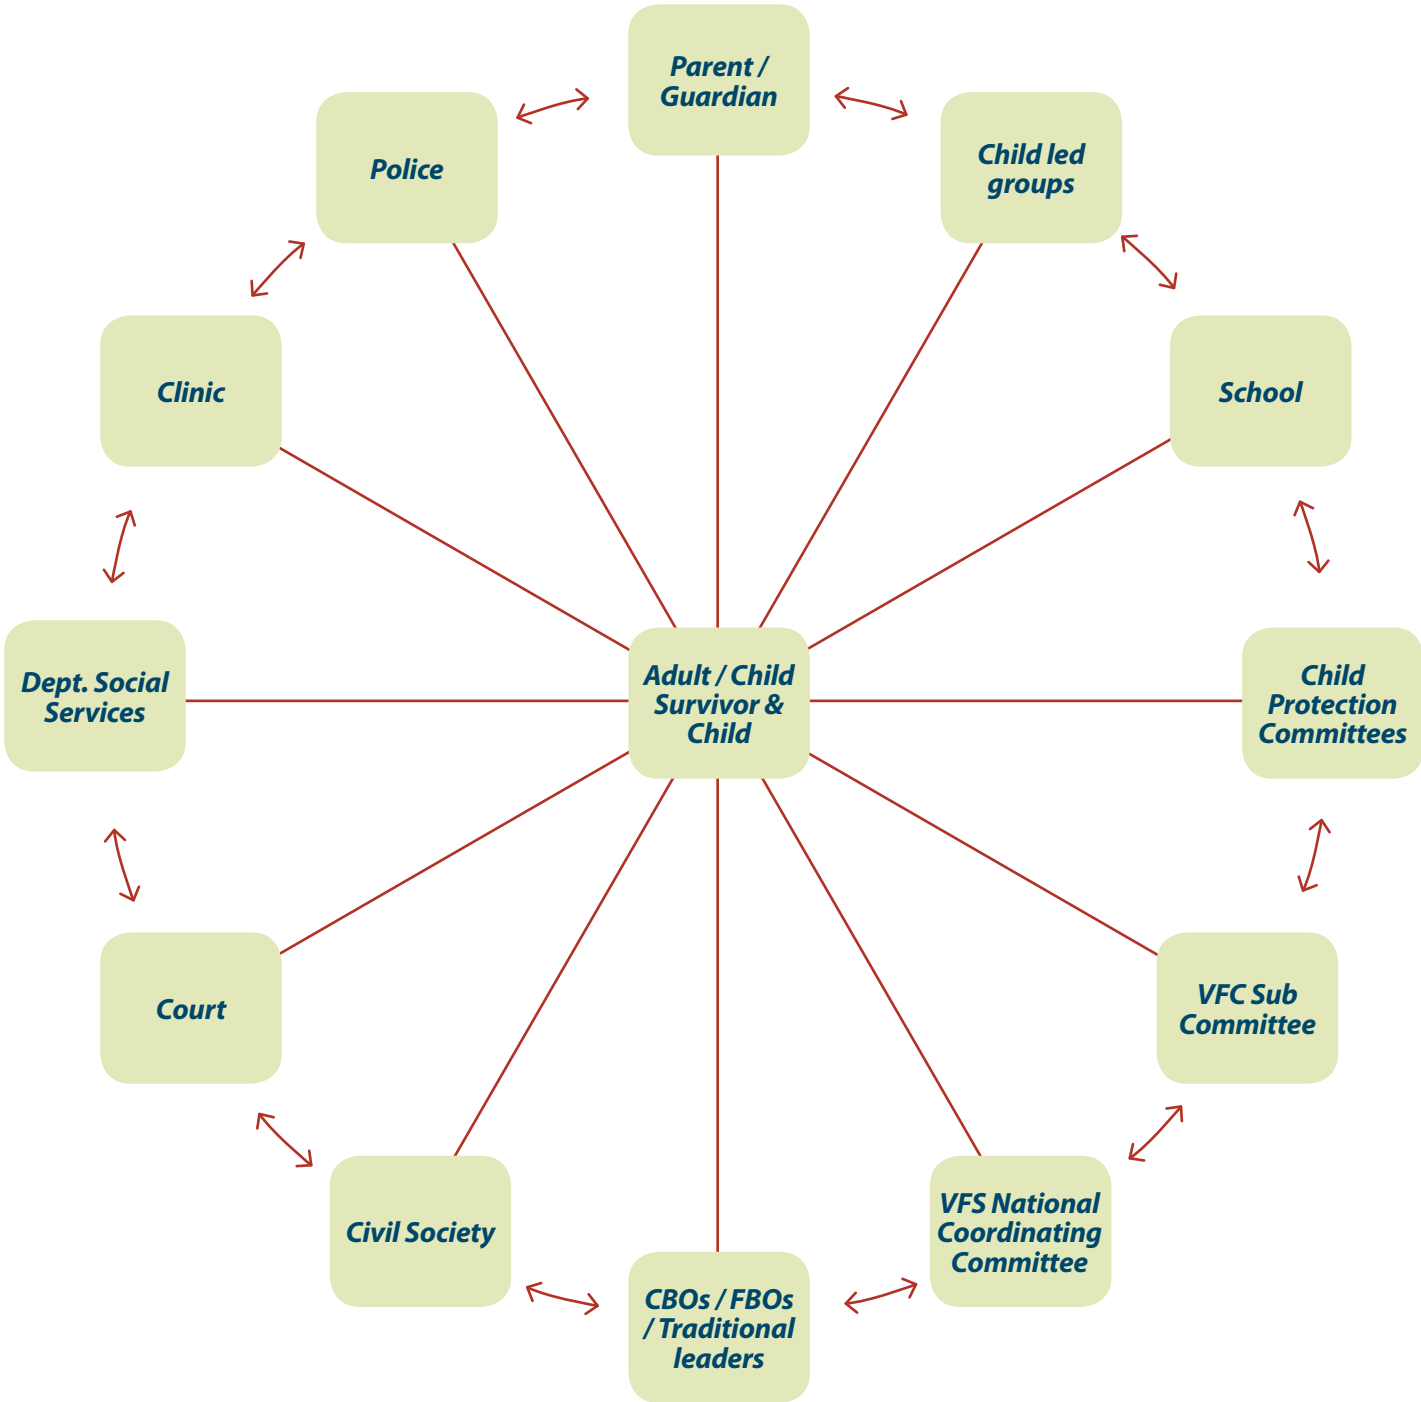 Parent /
Guardian
Police
Child led
groups
Clinic
School
Dept. Social
Services
Adult / Child
Survivor &
Child
Child
Protection
Committees
Court
VFC Sub
Committee
Civil Society
VFS National
Coordinating
Committee
CBOs / FBOs
/ Traditional
leaders